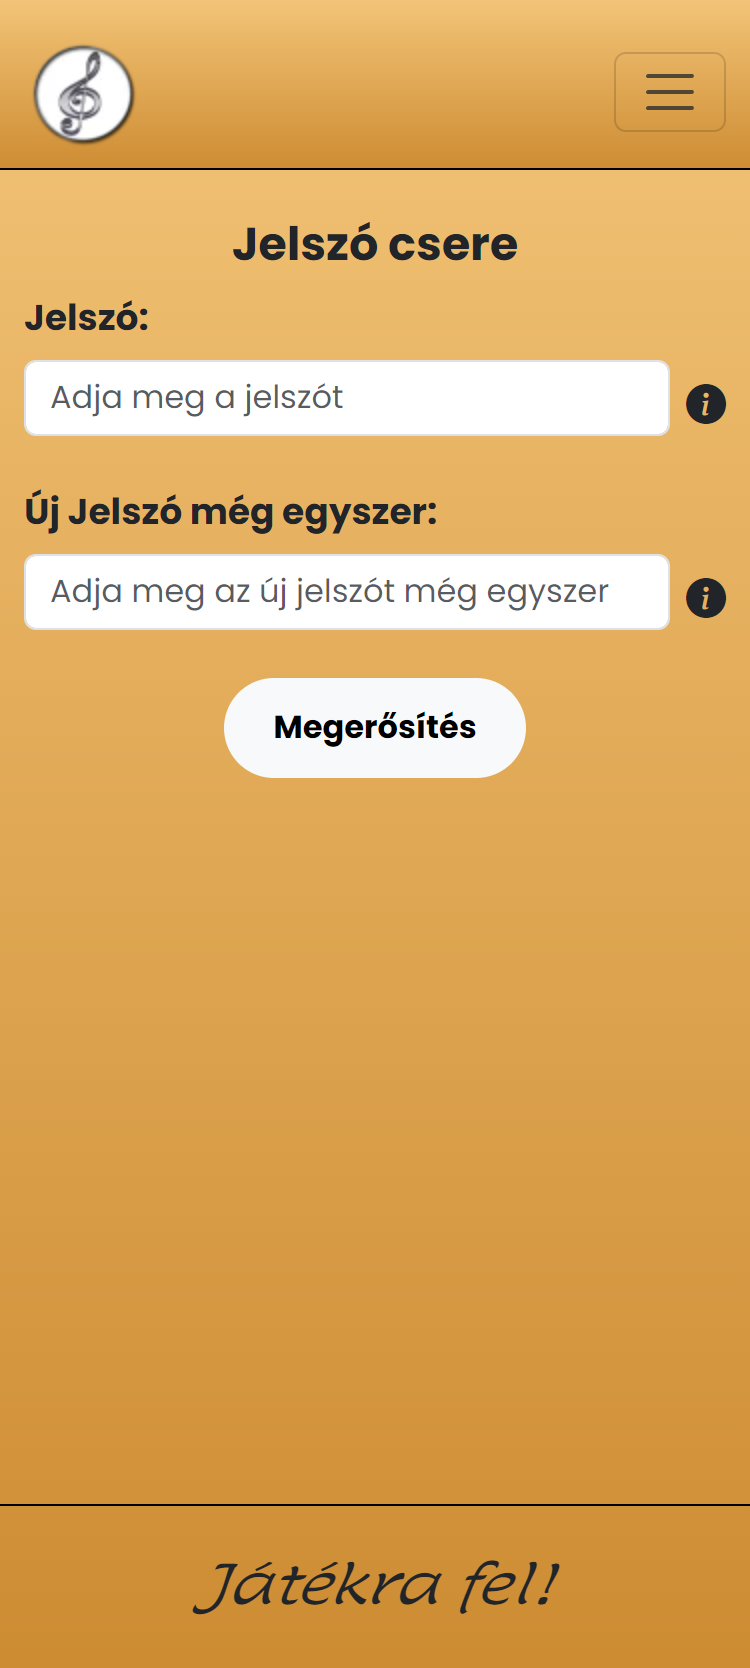 Jelszó csere
Jelszó:
Adja meg a jelszót
i
Új Jelszó még egyszer:
Adja meg az új jelszót még egyszer
i
Megerősítés
Játékra fel!